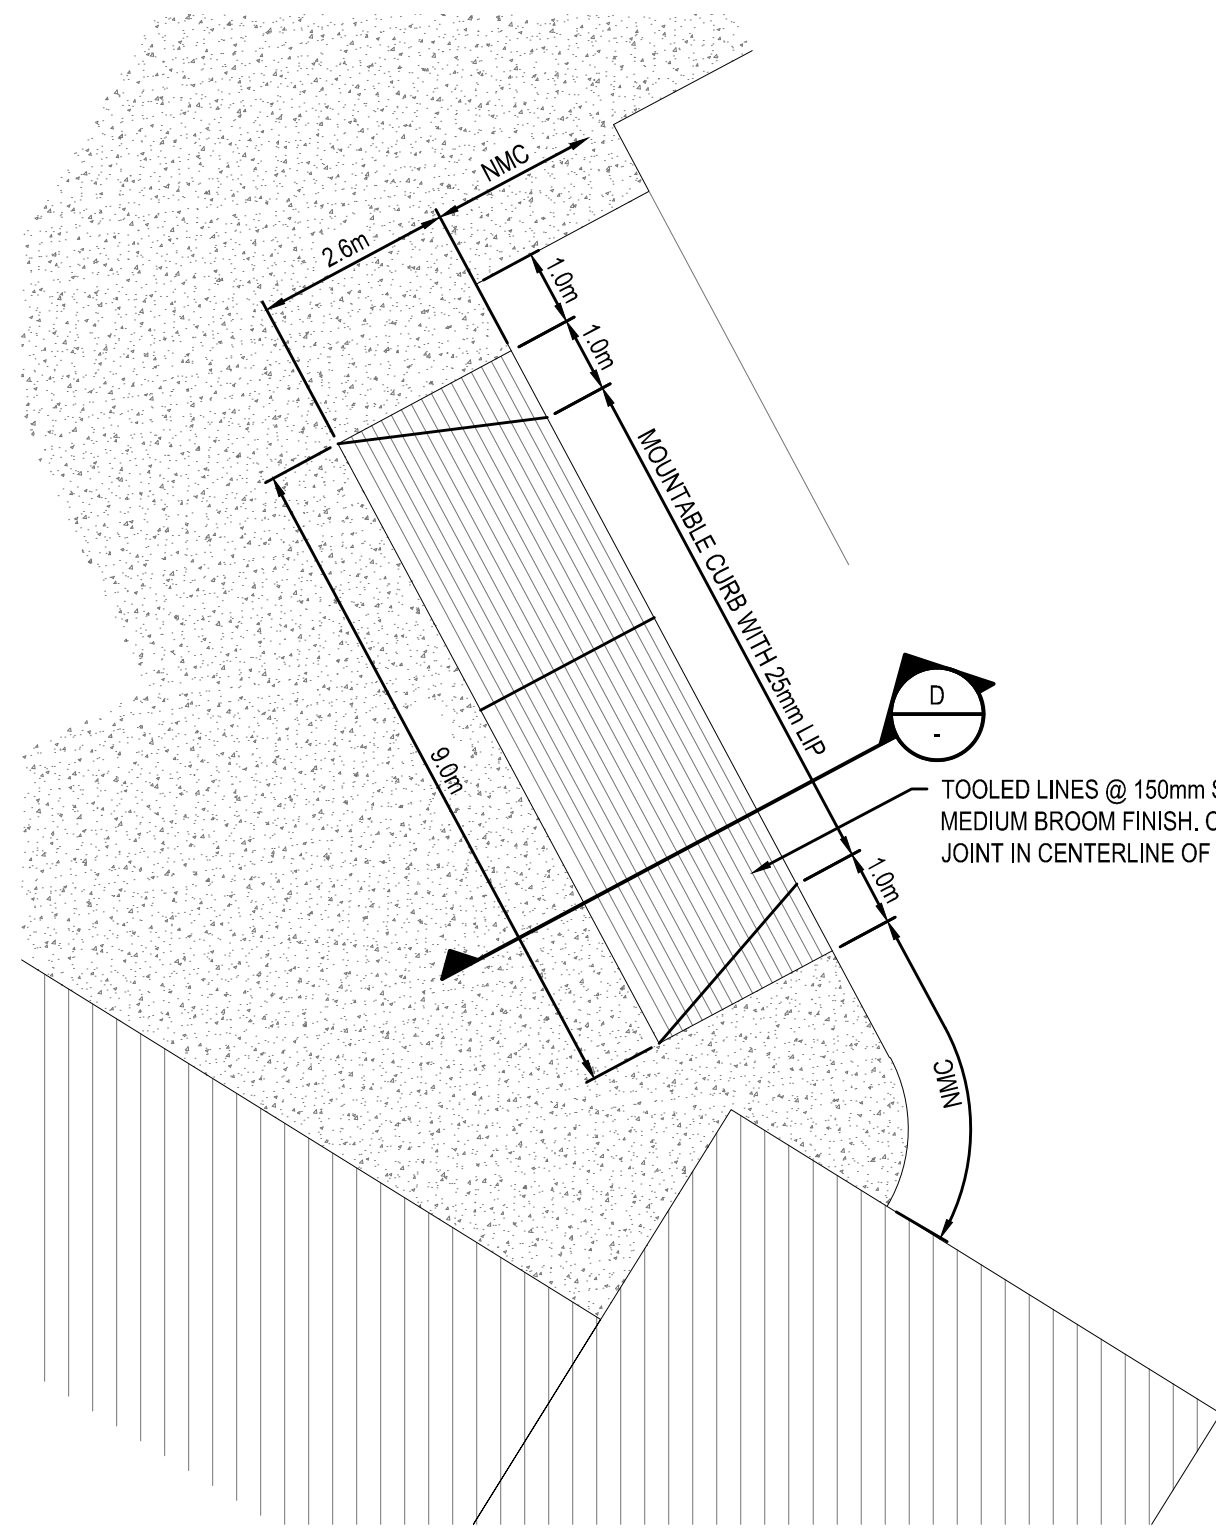 NMC
2.6m
1.0m
1.0m
MOUNTABLE CURB WITH 25mm LIP
9.0m
D
-
TOOLED LINES @ 150mm
MEDIUM BROOM FINISH.
JOINT IN CENTERLINE OF
1.0m
NMC